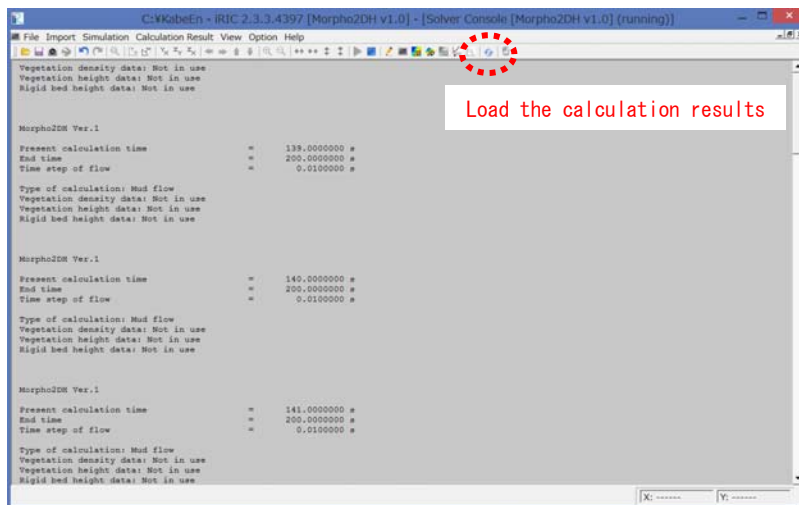 C:¥KobeEn - iRIC 2.3.3.4397 [Morpho2DH v1.0] - [Solver Console [Morpho2DH v1.0] (running)]
File Import Simulation Calculation Result View Option Help
Vegetation density data: Not in use
Vegetation height data: Not in use
Rigid bed height data: Not in use
Load the calculation results
Morpho2DH Ver.1
Present calculation time = 139.0000000 s
End time = 200.0000000 s
Time step of flow = 0.0100000 s
Type of calculation: Mud flow
Vegetation density data: Not in use
Vegetation height data: Not in use
Rigid bed height data: Not in use
Morpho2DH Ver.1
Present calculation time = 140.0000000 s
End time = 200.0000000 s
Time step of flow = 0.0100000 s
Type of calculation: Mud flow
Vegetation density data: Not in use
Vegetation height data: Not in use
Rigid bed height data: Not in use
Morpho2DH Ver.1
Present calculation time = 141.0000000 s
End time = 200.0000000 s
Time step of flow = 0.0100000 s
Type of calculation: Mud flow
Vegetation density data: Not in use
Vegetation height data: Not in use
Rigid bed height data: Not in use
X: ------ Y: ------